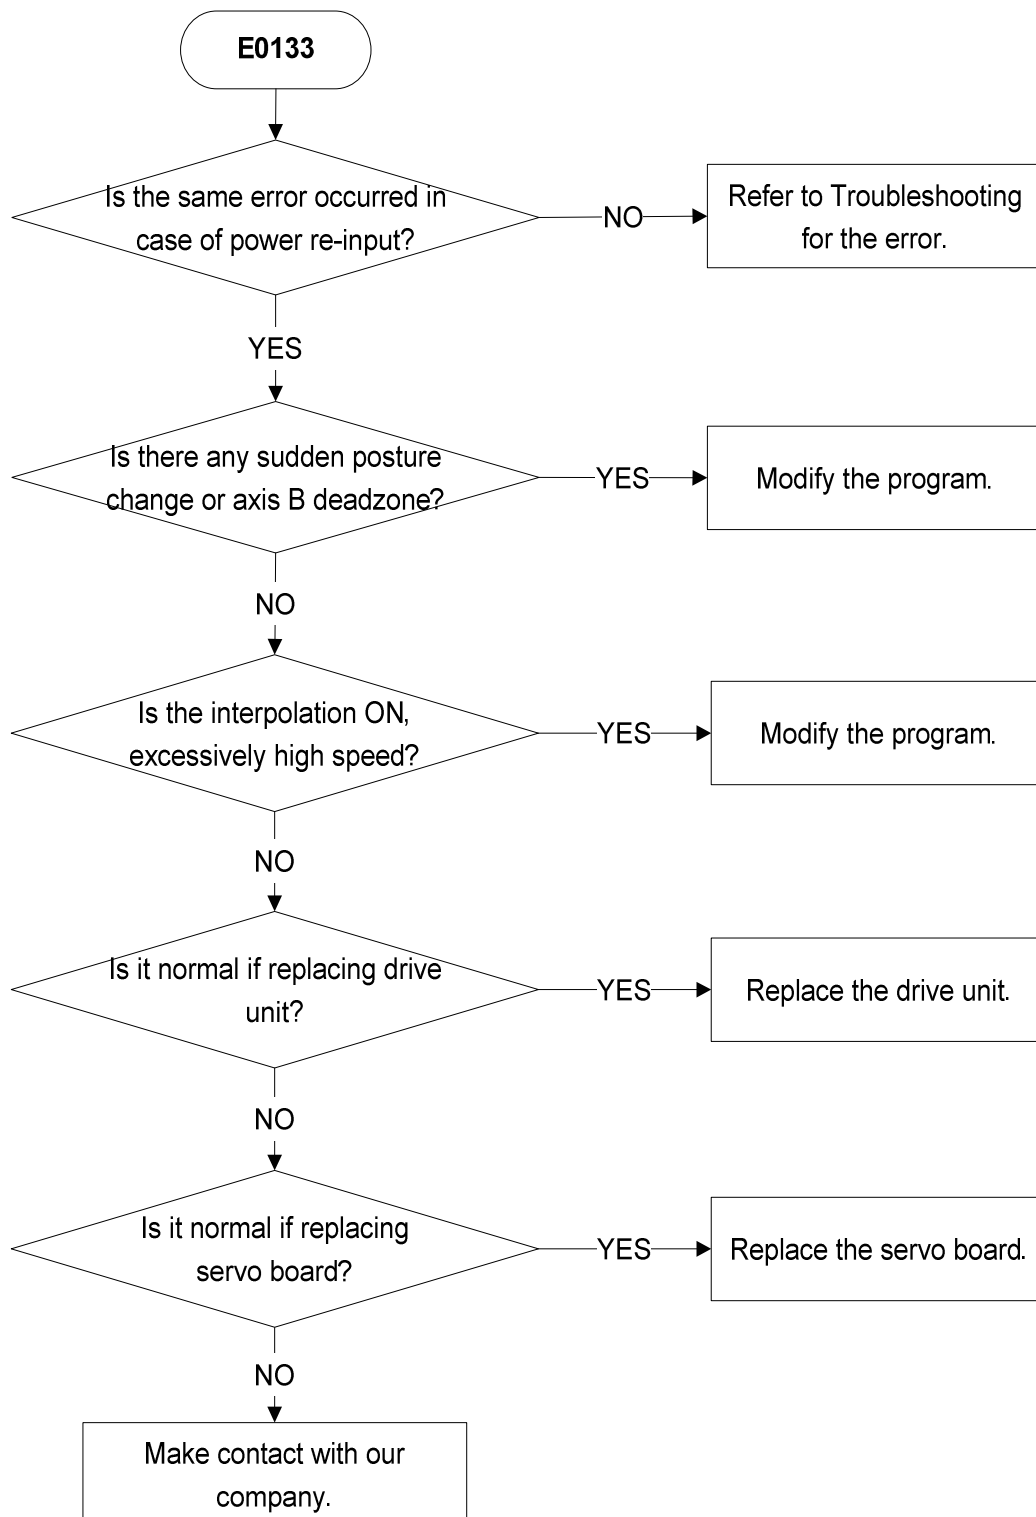 E0133
Is the same error occurred in
case of power re-input?
NO
Refer to Troubleshooting
for the error.
YES
Is there any sudden posture
change or axis B deadzone?
YES
Modify the program.
NO
Is the interpolation ON,
excessively high speed?
YES
Modify the program.
NO
Is it normal if replacing drive
unit?
YES
Replace the drive unit.
NO
Is it normal if replacing
servo board?
YES
Replace the servo board.
NO
Make contact with our
company.